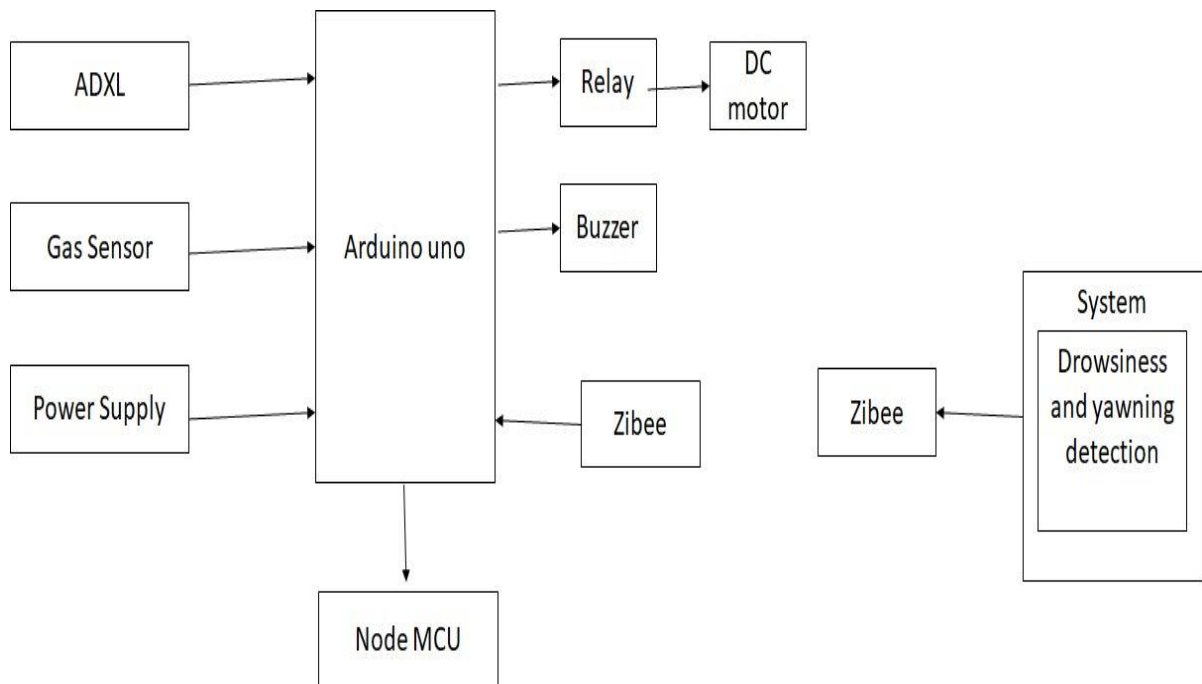 ADXL
Gas Sensor
Power Supply
Arduino uno
Node MCU
Relay
DC
motor
Buzzer
Zibee
Zibee
System
Drowsiness
and yawning
detection